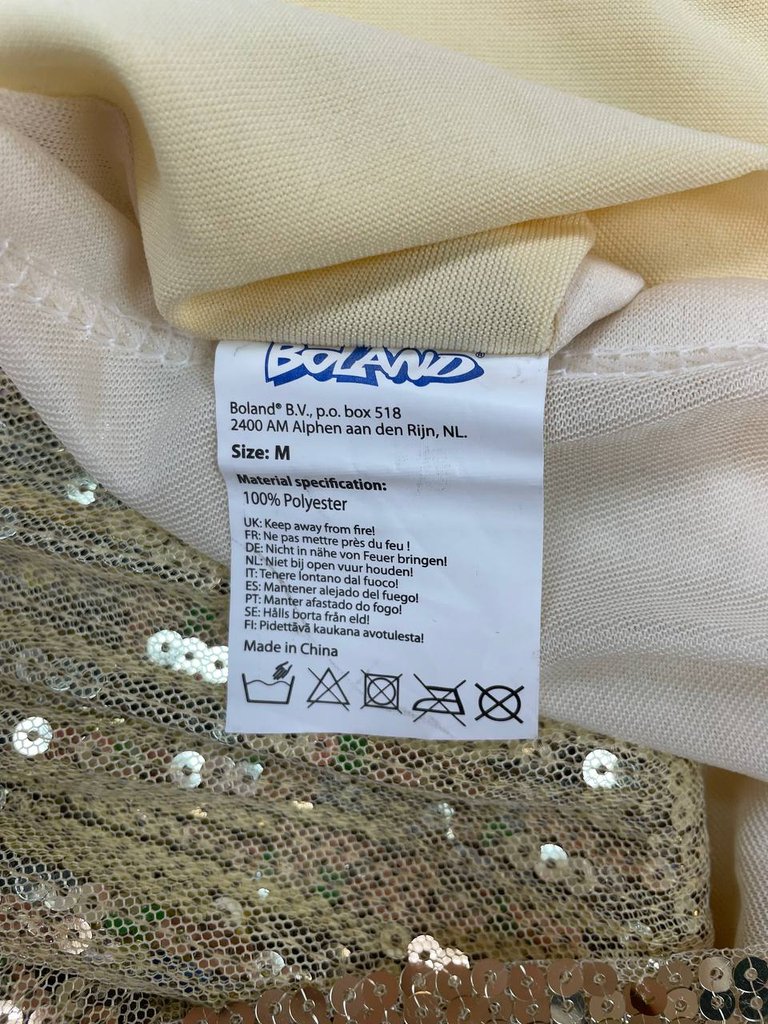 BOLAND®
Boland® B.V., p.o. box 518
2400 AM Alphen aan den Rijn, NL.
Size: M
Material specification:
100% Polyester
UK: Keep away from fire!
FR: Ne pas mettre près du feu !
DE: Nicht in nähe von Feuer bringen!
NL: Niet bij open vuur houden!
IT: Tenere lontano dal fuoco!
ES: Mantener alejado del fuego!
PT: Manter afastado do fogo!
SE: Hålls borta från eld!
FI: Pidettävä kaukana avotulesta!
Made in China